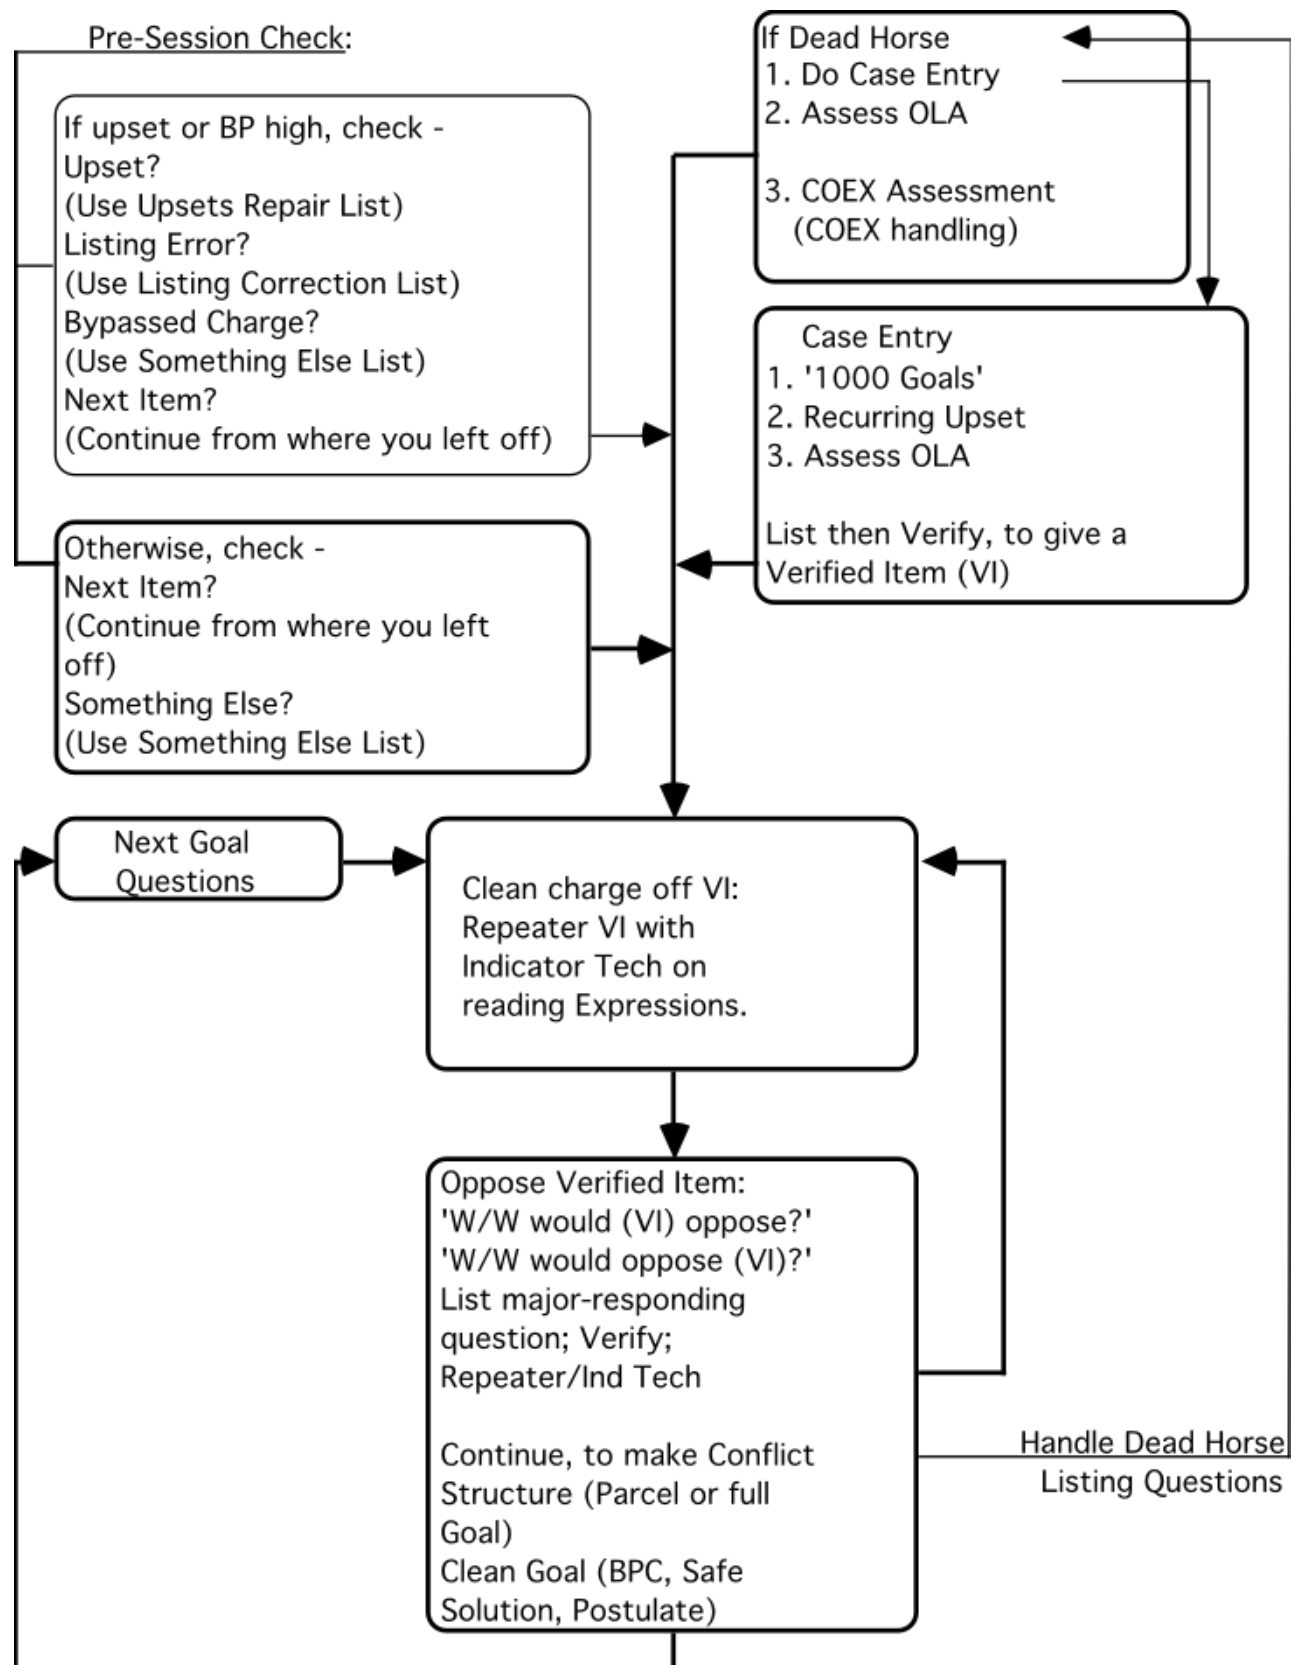 Pre-Session Check:
If upset or BP high, check -
Upset?
(Use Upsets Repair List)
Listing Error?
(Use Listing Correction List)
Bypassed Charge?
(Use Something Else List)
Next Item?
(Continue from where you left off)
Otherwise, check -
Next Item?
(Continue from where you left
off)
Something Else?
(Use Something Else List)
If Dead Horse
1. Do Case Entry
2. Assess OLA
3. COEX Assessment
(COEX handling)
Case Entry
1. '1000 Goals'
2. Recurring Upset
3. Assess OLA
List then Verify, to give a
Verified Item (VI)
Next Goal
Questions
Clean charge off VI:
Repeater VI with
Indicator Tech on
reading Expressions.
Oppose Verified Item:
'W/W would (VI) oppose?'
'W/W would oppose (VI)?'
List major-responding
question; Verify;
Repeater/Ind Tech
Continue, to make Conflict
Structure (Parcel or full
Goal)
Clean Goal (BPC, Safe
Solution, Postulate)
Handle Dead Horse
Listing Questions